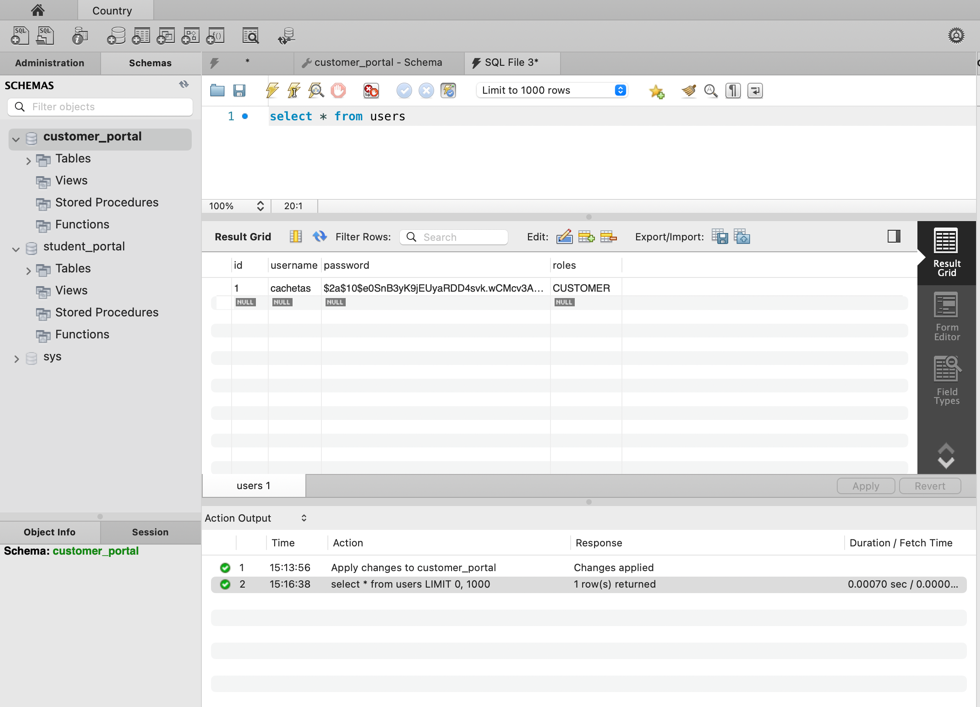 Country
Administration
Schemas
*
customer_portal - Schema
SQL File 3*
SCHEMAS
Filter objects
Limit to 1000 rows
1
select * from users
customer_portal
Tables
Views
Stored Procedures
Functions
student_portal
Tables
Views
Stored Procedures
Functions
sys
100%
20:1
Result Grid
Filter Rows:
Search
Edit:
Export/Import:
id username password roles
1 cachetas $2a$10$e0SnB3yK9jEUyaRDD4svk.wCMcv3A... CUSTOMER
NULL NULL NULL NULL
Result
Grid
Form
Editor
Field
Types
users 1
Apply
Revert
Action Output
Time Action Response Duration / Fetch Time
1 15:13:56 Apply changes to customer_portal Changes applied
2 15:16:38 select * from users LIMIT 0, 1000 1 row(s) returned 0.00070 sec / 0.0000...
Object Info
Session
Schema: customer_portal